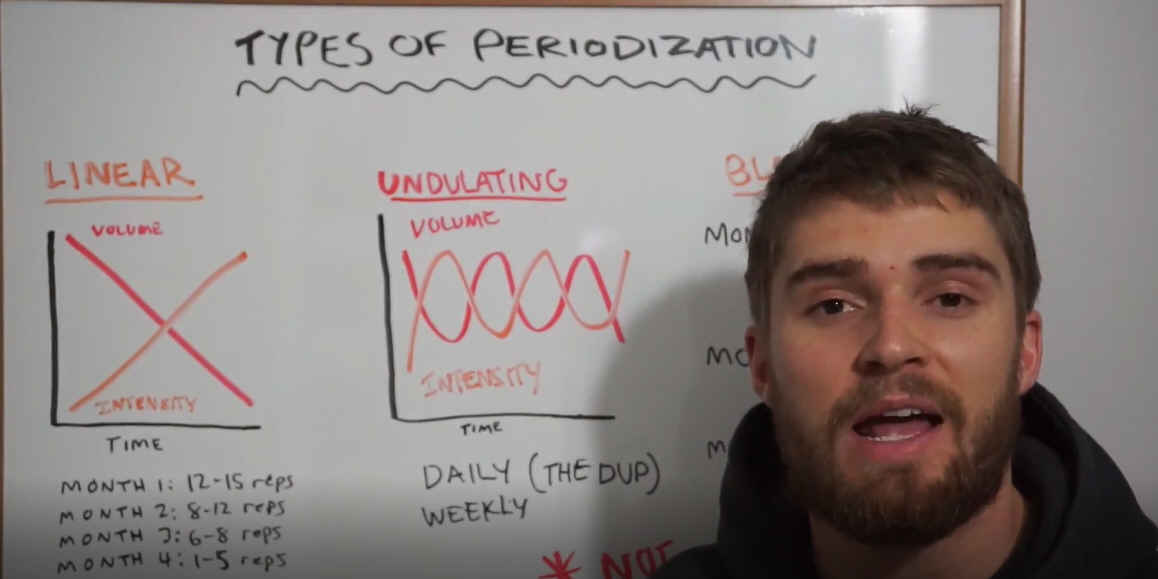 TYPES OF PERIODIZATION
LINEAR
VOLUME
INTENSITY
TIME
MONTH 1: 12-15 reps
MONTH 2: 8-12 reps
MONTH 3: 6-8 reps
MONTH 4: 1-5 reps
UNDULATING
VOLUME
INTENSITY
TIME
DAILY (THE DUP)
WEEKLY
* NOT